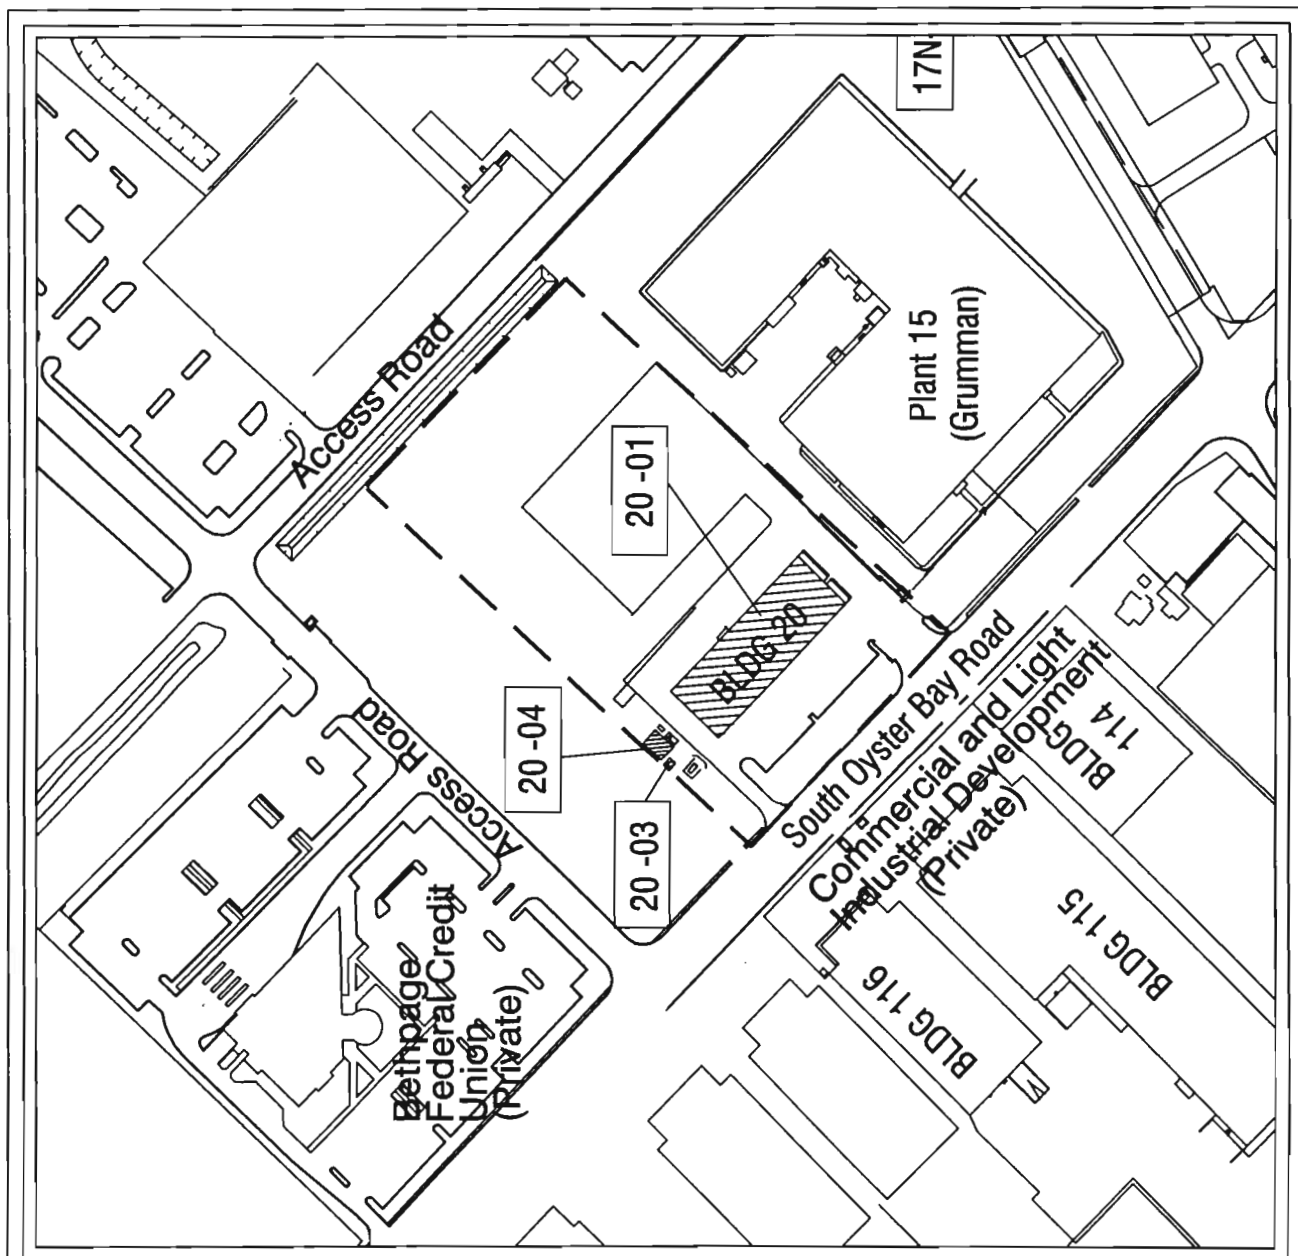 17N
Access Road
Plant 15
(Grumman)
20 -01
BLDG 20
20 -04
20 -03
Access Road
South Oyster Bay Road
Commercial and Light
Industrial Development
(Private)
BLDG
114
BLDG 115
BLDG 116
Bethpage
Federal Credit
Union
(Private)